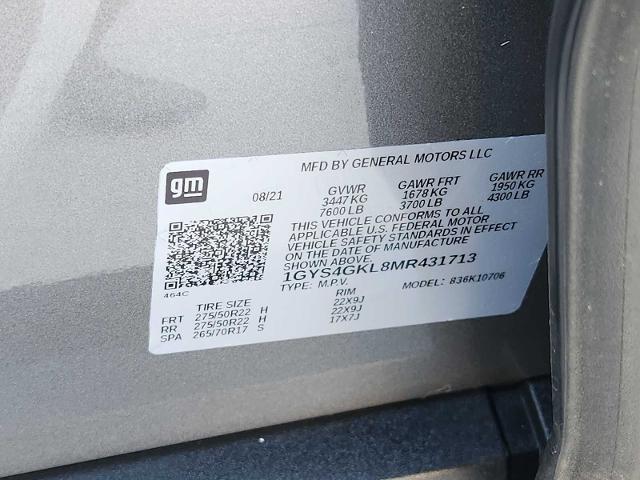 MFD BY GENERAL MOTORS LLC
gm
08/21 GVWR GAWR FRT GAWR RR
3447 KG 1678 KG 1950 KG
7600 LB 3700 LB 4300 LB
THIS VEHICLE CONFORMS TO ALL
APPLICABLE U.S. FEDERAL MOTOR
VEHICLE SAFETY STANDARDS IN EFFECT
ON THE DATE OF MANUFACTURE
SHOWN ABOVE.
1GYS4GKL8MR431713
464C TYPE: M.P.V. MODEL: 836K10706
TIRE SIZE RIM
FRT 275/50R22 H 22X9J
RR 275/50R22 H 22X9J
SPA 265/70R17 S 17X7J